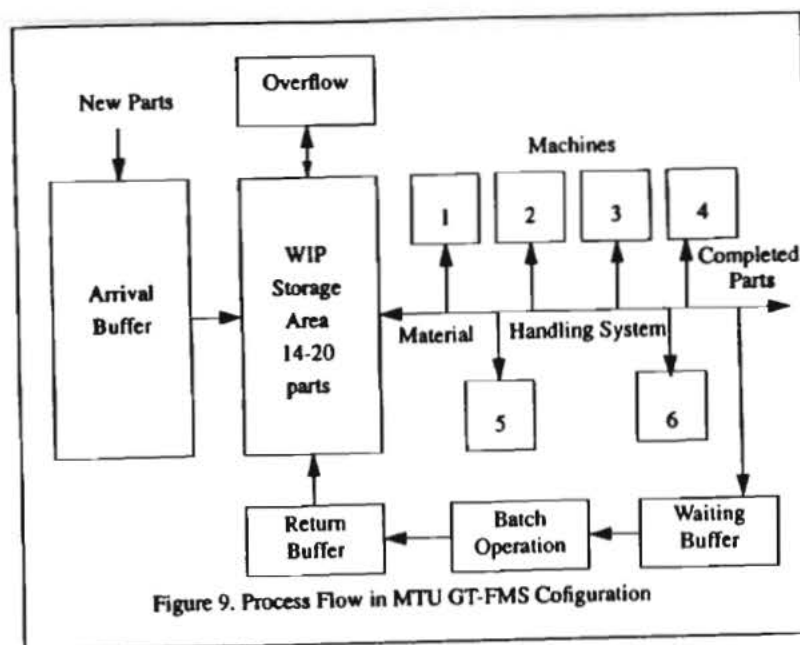 New Parts
Overflow
Machines
1
2
3
4
Completed
Parts
Arrival
Buffer
WIP
Storage
Area
14-20
parts
Material
Handling System
5
6
Return
Buffer
Batch
Operation
Waiting
Buffer
Figure 9. Process Flow in MTU GT-FMS Cofiguration